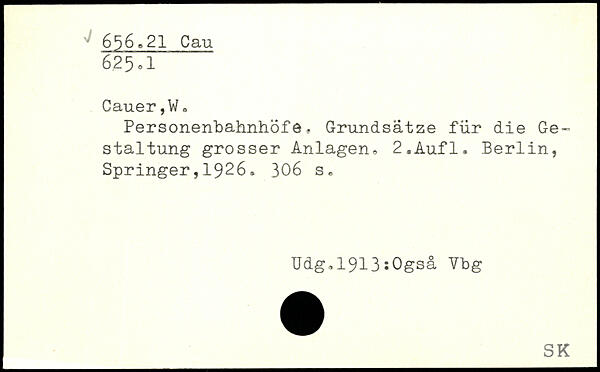 656.21 Cau
625.1
Cauer,W.
Personenbahnhöfe. Grundsätze für die Ge-
staltung grosser Anlagen. 2.Aufl. Berlin,
Springer,1926. 306 s.
Udg.1913:Også Vbg
SK